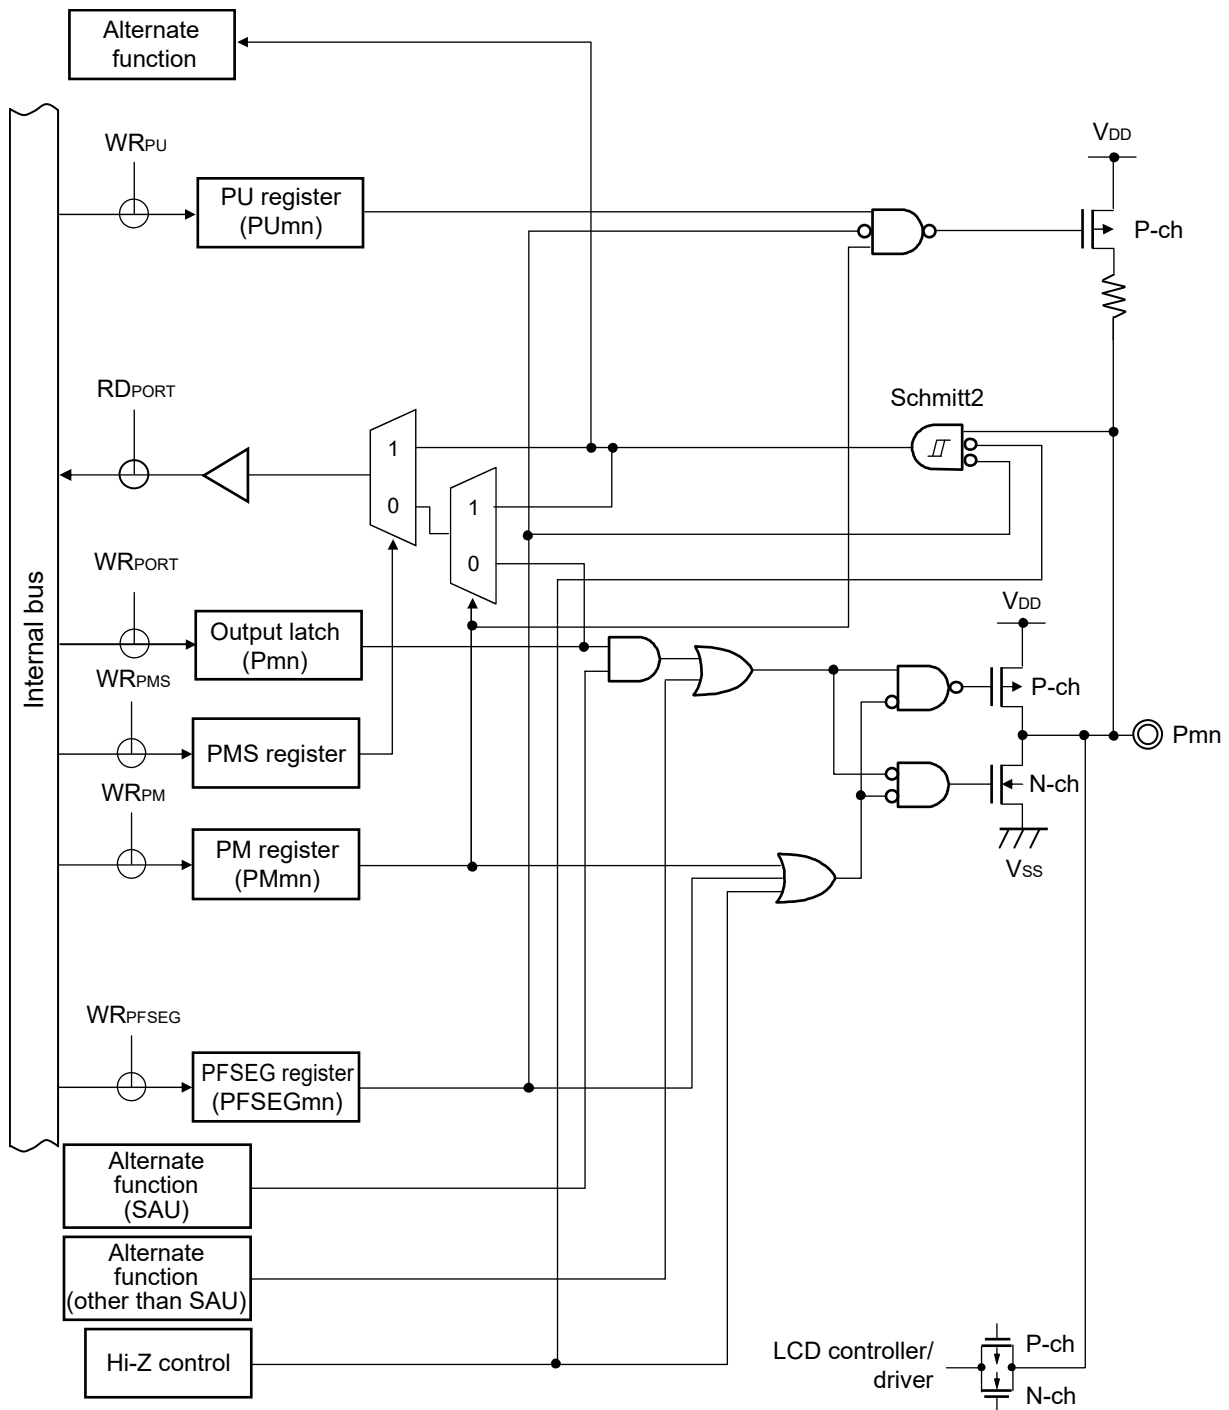 Alternate
function
WRPU
VDD
PU register
(PUmn)
P-ch
RDPORT
Schmitt2
1
0
1
0
WRPORT
Internal bus
VDD
Output latch
(Pmn)
WRPMS
P-ch
Pmn
PMS register
N-ch
WRPM
PM register
(PMmn)
VSS
WRPFSEG
PFSEG register
(PFSEGmn)
Alternate
function
(SAU)
Alternate
function
(other than SAU)
Hi-Z control
LCD controller/
driver
P-ch
N-ch